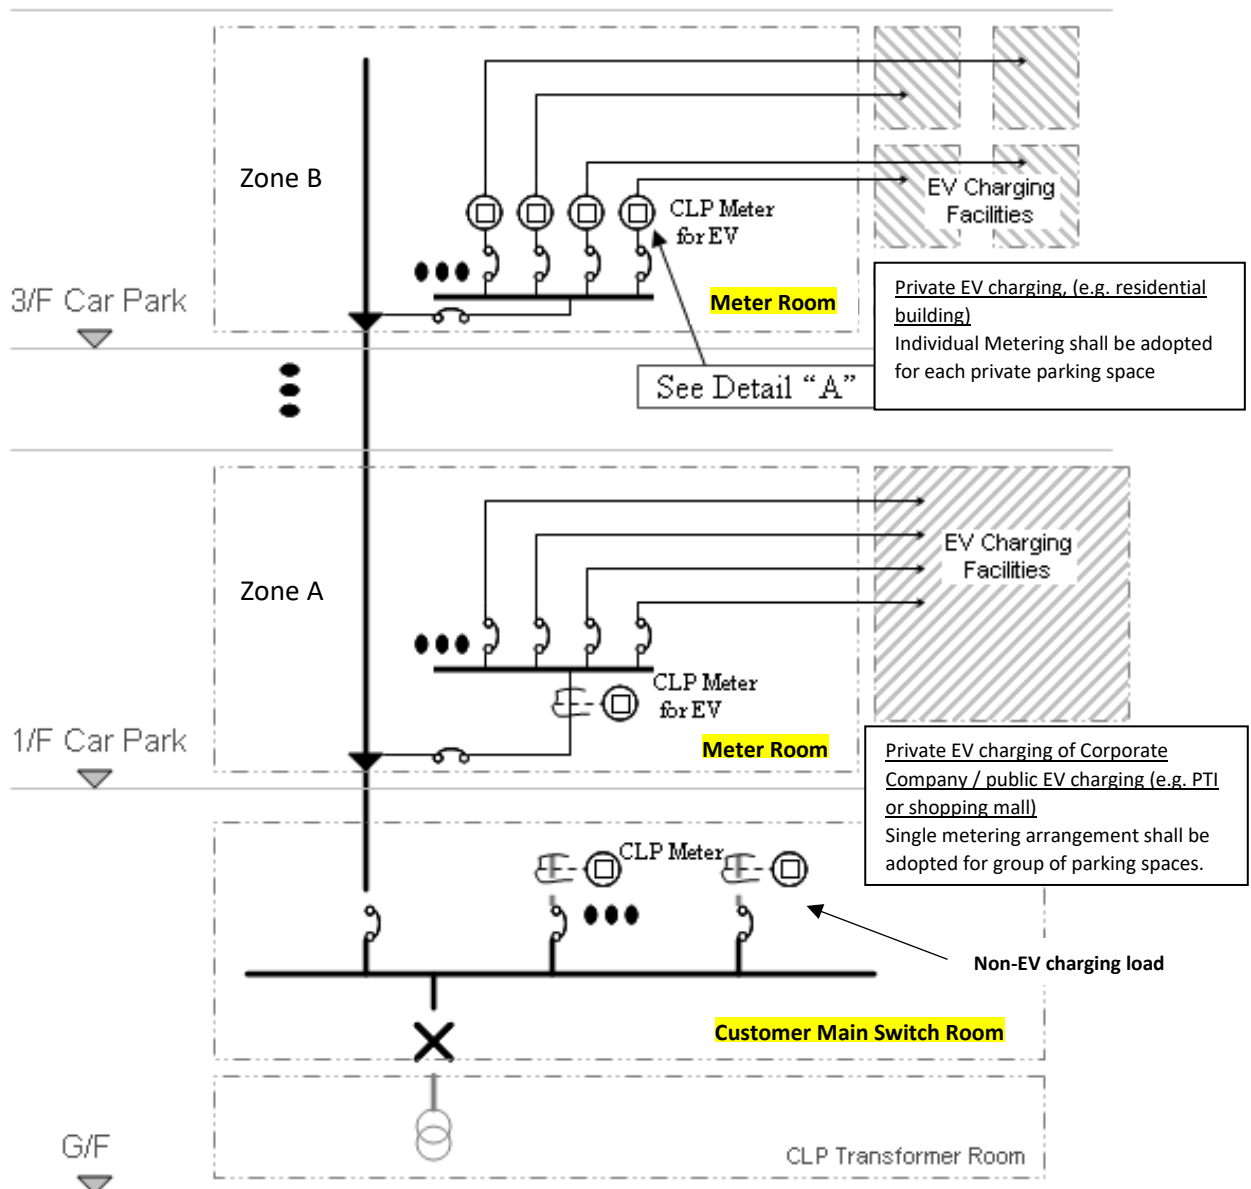 Zone B
EV Charging
Facilities
CLP Meter
for EV
3/F Car Park
Meter Room
Private EV charging, (e.g. residential
building)
Individual Metering shall be adopted
for each private parking space
See Detail “A”
EV Charging
Facilities
Zone A
CLP Meter
for EV
1/F Car Park
Meter Room
Private EV charging of Corporate
Company / public EV charging (e.g. PTI
or shopping mall)
Single metering arrangement shall be
adopted for group of parking spaces.
CLP Meter
Non-EV charging load
Customer Main Switch Room
G/F
CLP Transformer Room